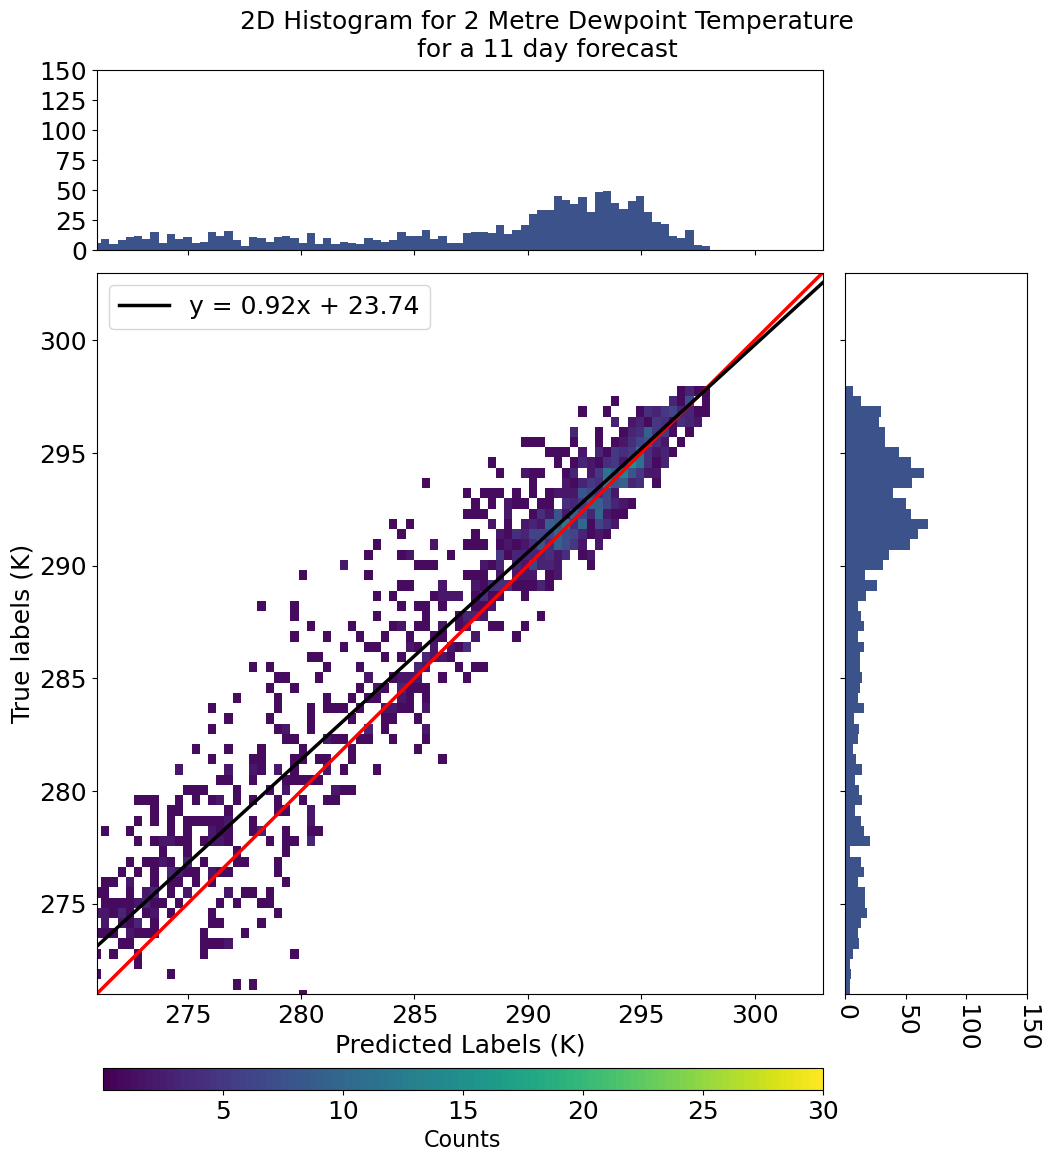 2D Histogram for 2 Metre Dewpoint Temperature
for a 11 day forecast
150
125
100
75
50
25
0
y = 0.92x + 23.74
300
295
290
285
280
275
True labels (K)
275 280 285 290 295 300
Predicted Labels (K)
0 50 100 150
5 10 15 20 25 30
Counts